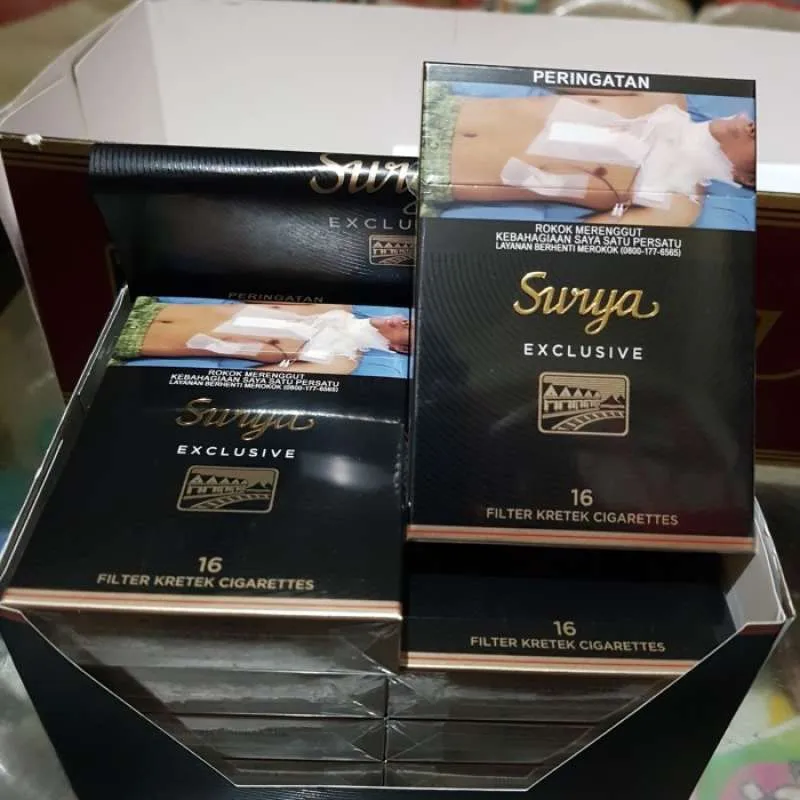 PERINGATAN
ROKOK MERENGGUT
KEBAHAGIAAN SAYA SATU PERSATU
LAYANAN BERHENTI MEROKOK (0800-177-6565)
Surya
EXCLUSIVE
16
FILTER KRETEK CIGARETTES
EXCLU
PERINGATAN
ROKOK MERENGGUT
KEBAHAGIAAN SAYA SATU PERSATU
LAYANAN BERHENTI MEROKOK (0800-177-6565)
Surya
EXCLUSIVE
16
FILTER KRETEK CIGARETTES
16
FILTER KRETEK CIGARETTES